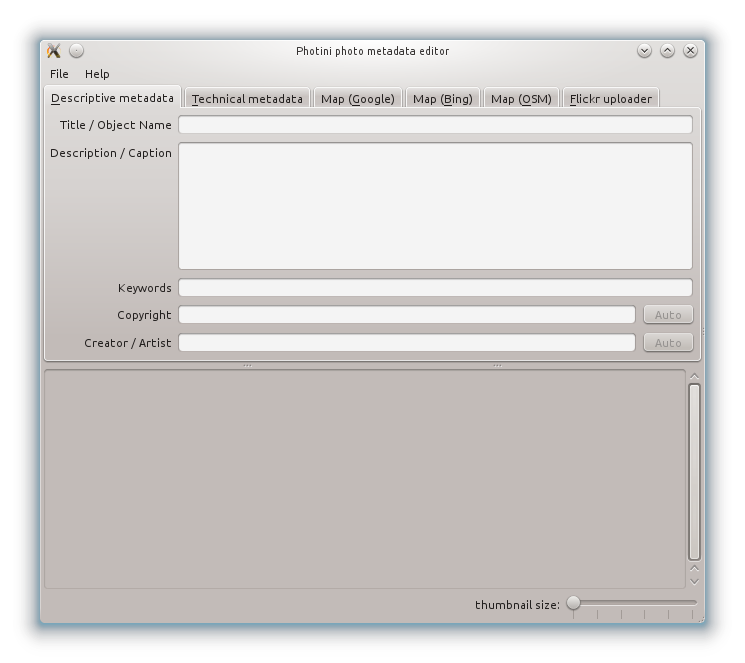 Photini photo metadata editor
File Help
Descriptive metadata Technical metadata Map (Google) Map (Bing) Map (OSM) Flickr uploader
Title / Object Name
Description / Caption
Keywords
Copyright Auto
Creator / Artist Auto
thumbnail size: